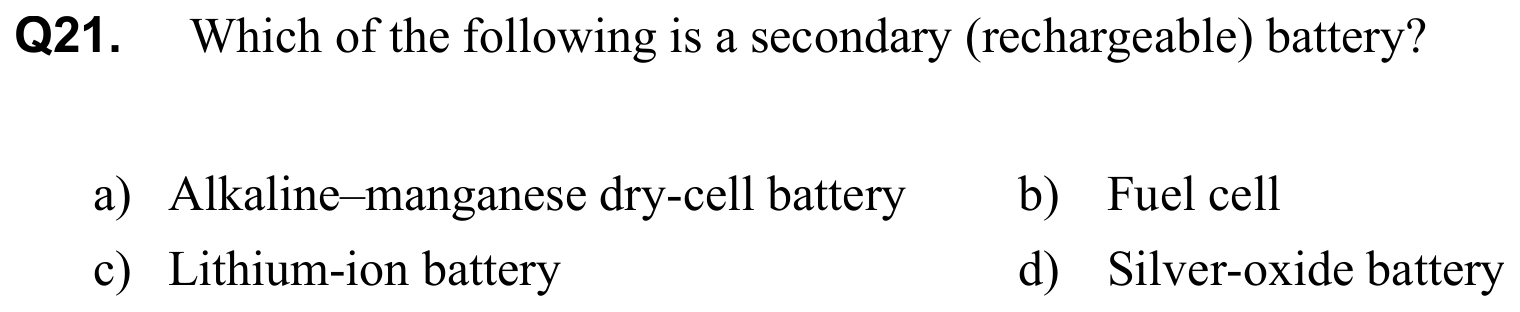 Q21. Which of the following is a secondary (rechargeable) battery?
a) Alkaline–manganese dry-cell battery b) Fuel cell
c) Lithium-ion battery d) Silver-oxide battery